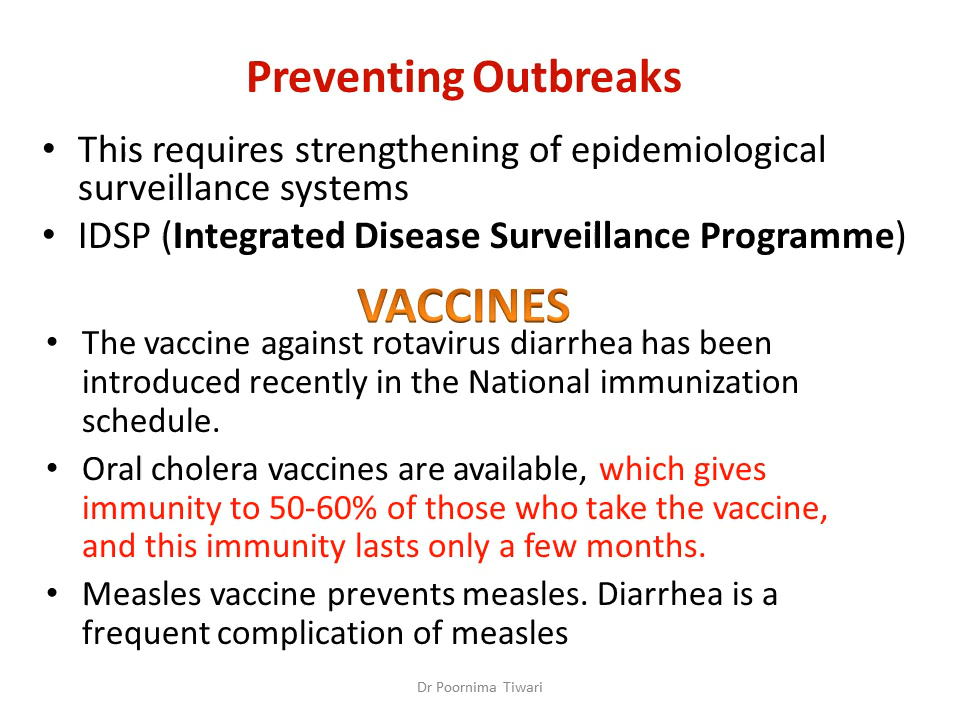 Preventing Outbreaks
• This requires strengthening of epidemiological
surveillance systems
• IDSP (Integrated Disease Surveillance Programme)
VACCINES
• The vaccine against rotavirus diarrhea has been
introduced recently in the National immunization
schedule.
• Oral cholera vaccines are available, which gives
immunity to 50-60% of those who take the vaccine,
and this immunity lasts only a few months.
• Measles vaccine prevents measles. Diarrhea is a
frequent complication of measles
Dr Poornima Tiwari